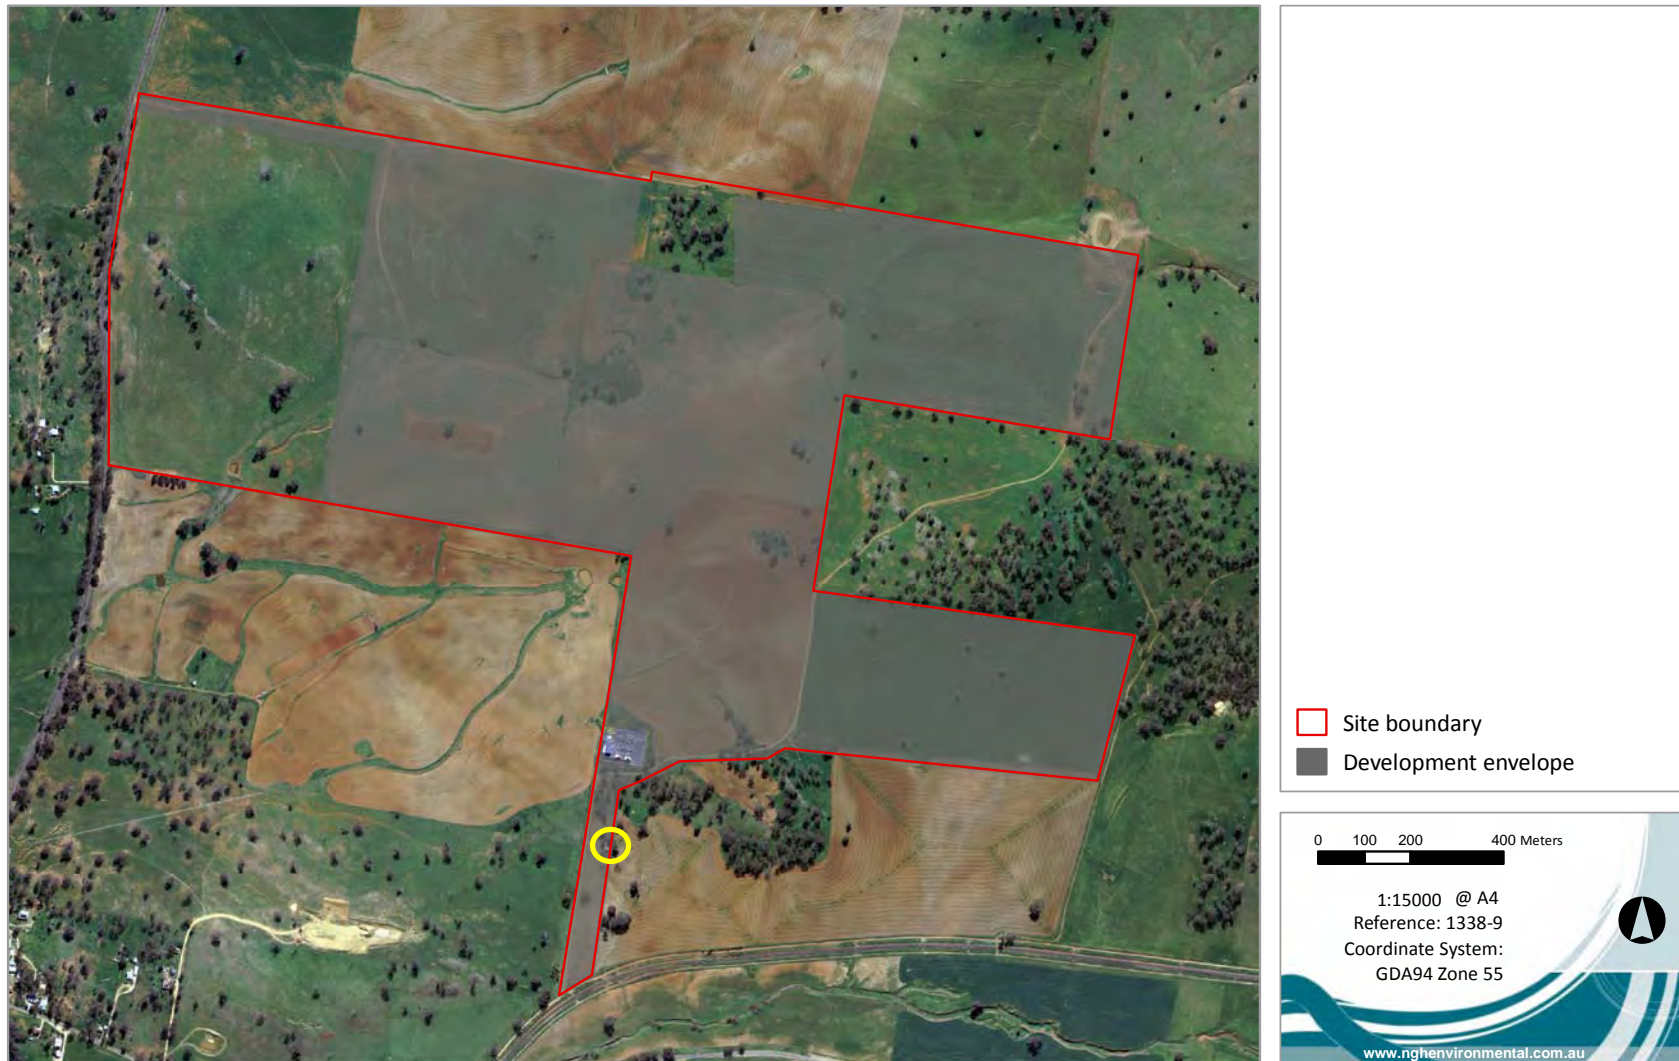 Site boundary
Development envelope
0 100 200 400 Meters
1:15000 @ A4
Reference: 1338-9
Coordinate System:
GDA94 Zone 55
www.nghenvironmental.com.au